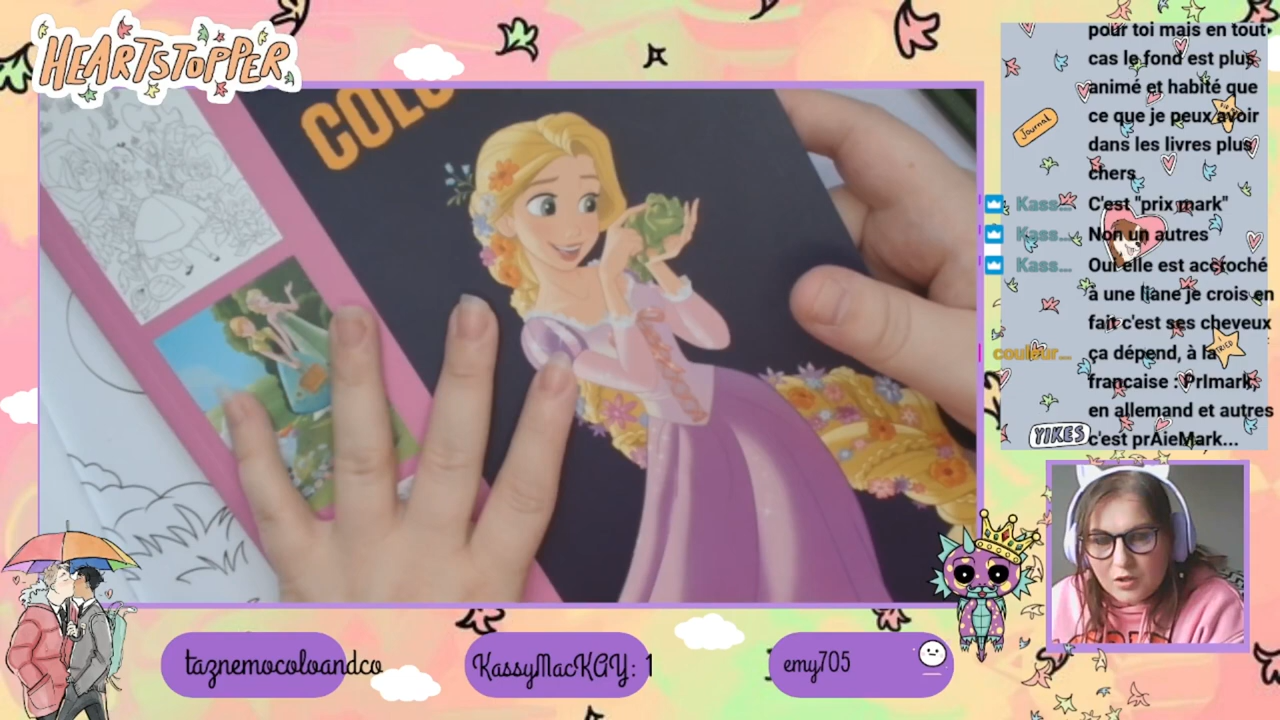 HEARTSTOPPER
COLO
pour toi mais en tout
cas le fond est plus
animé et habité que
ce que je peux avoir
dans les livres plus
chers
Kass... C'est "prix mark"
Kass... Non un autres
Kass... Oui elle est accroché
à une liane je crois en
fait c'est ses cheveux
couleur... ça dépend, à la
française : PrImark,
en allemand et autres
c'est prAieMark...
Journal
I TRIED
YIKES
taznemocoloandco
KassyMacKAY: 1
emy705